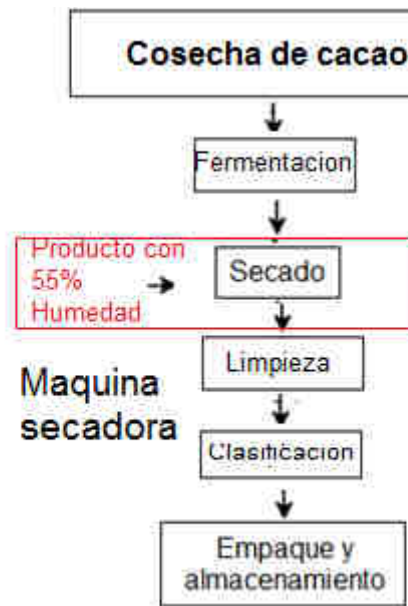 Cosecha de cacao
Fermentacion
Producto con
55%
Humedad
Secado
Limpieza
Maquina
secadora
Clasificacion
Empaque y
almacenamiento